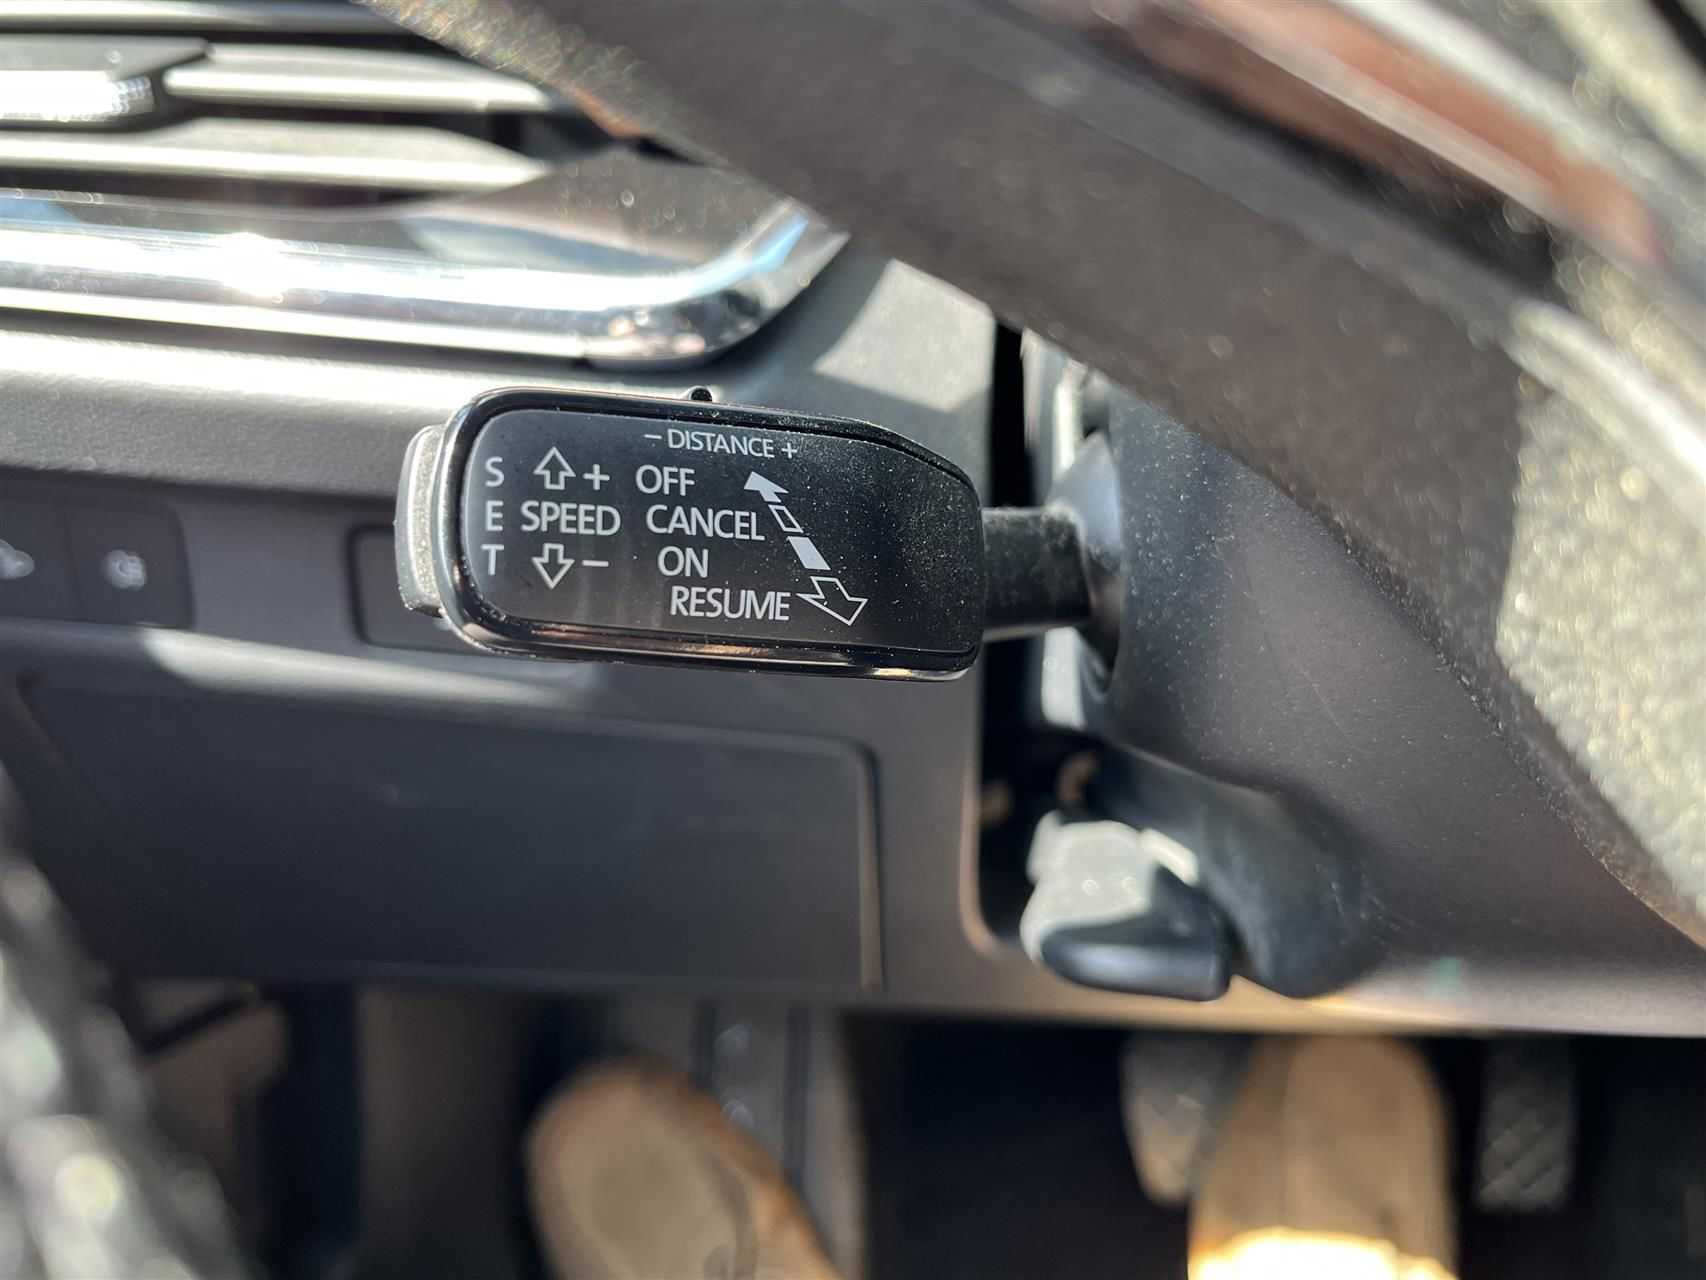 − DISTANCE +
S + OFF
E SPEED CANCEL
T − ON
RESUME